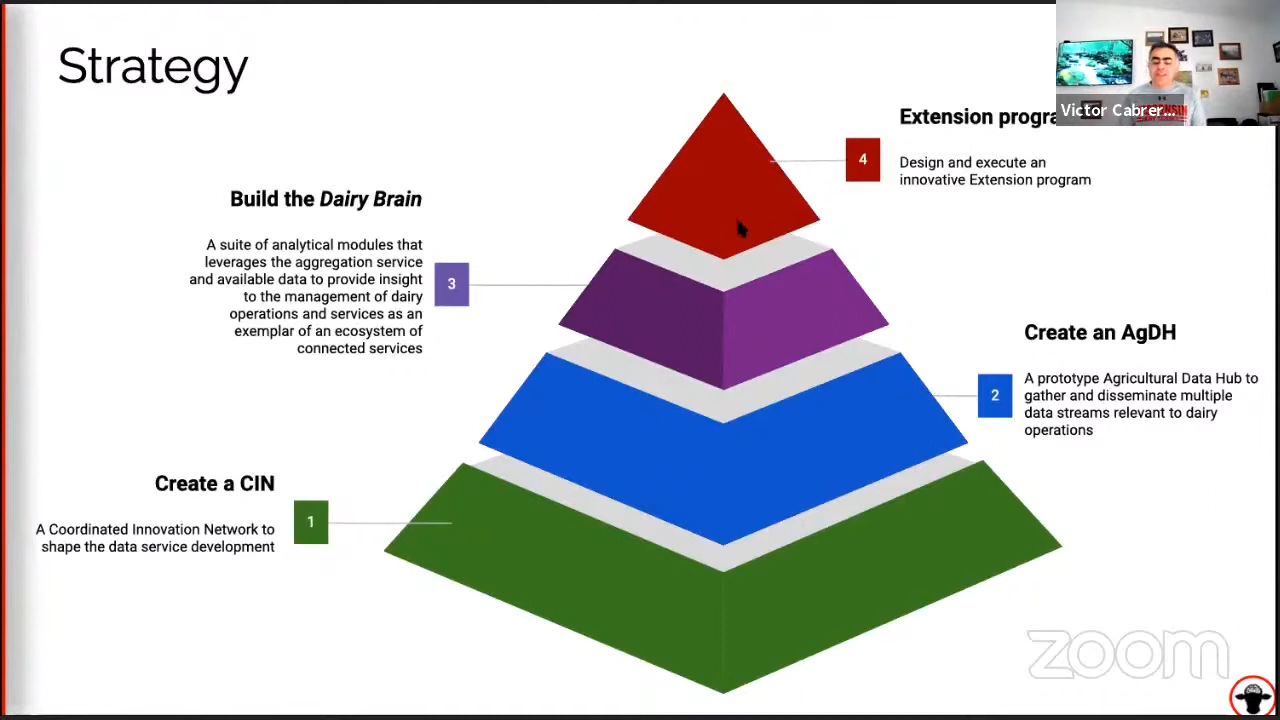 Strategy
Victor Cabrer...
Extension progra
4
Design and execute an
innovative Extension program
Build the Dairy Brain
A suite of analytical modules that
leverages the aggregation service
and available data to provide insight
to the management of dairy
operations and services as an
exemplar of an ecosystem of
connected services
3
Create an AgDH
2
A prototype Agricultural Data Hub to
gather and disseminate multiple
data streams relevant to dairy
operations
Create a CIN
1
A Coordinated Innovation Network to
shape the data service development
zoom